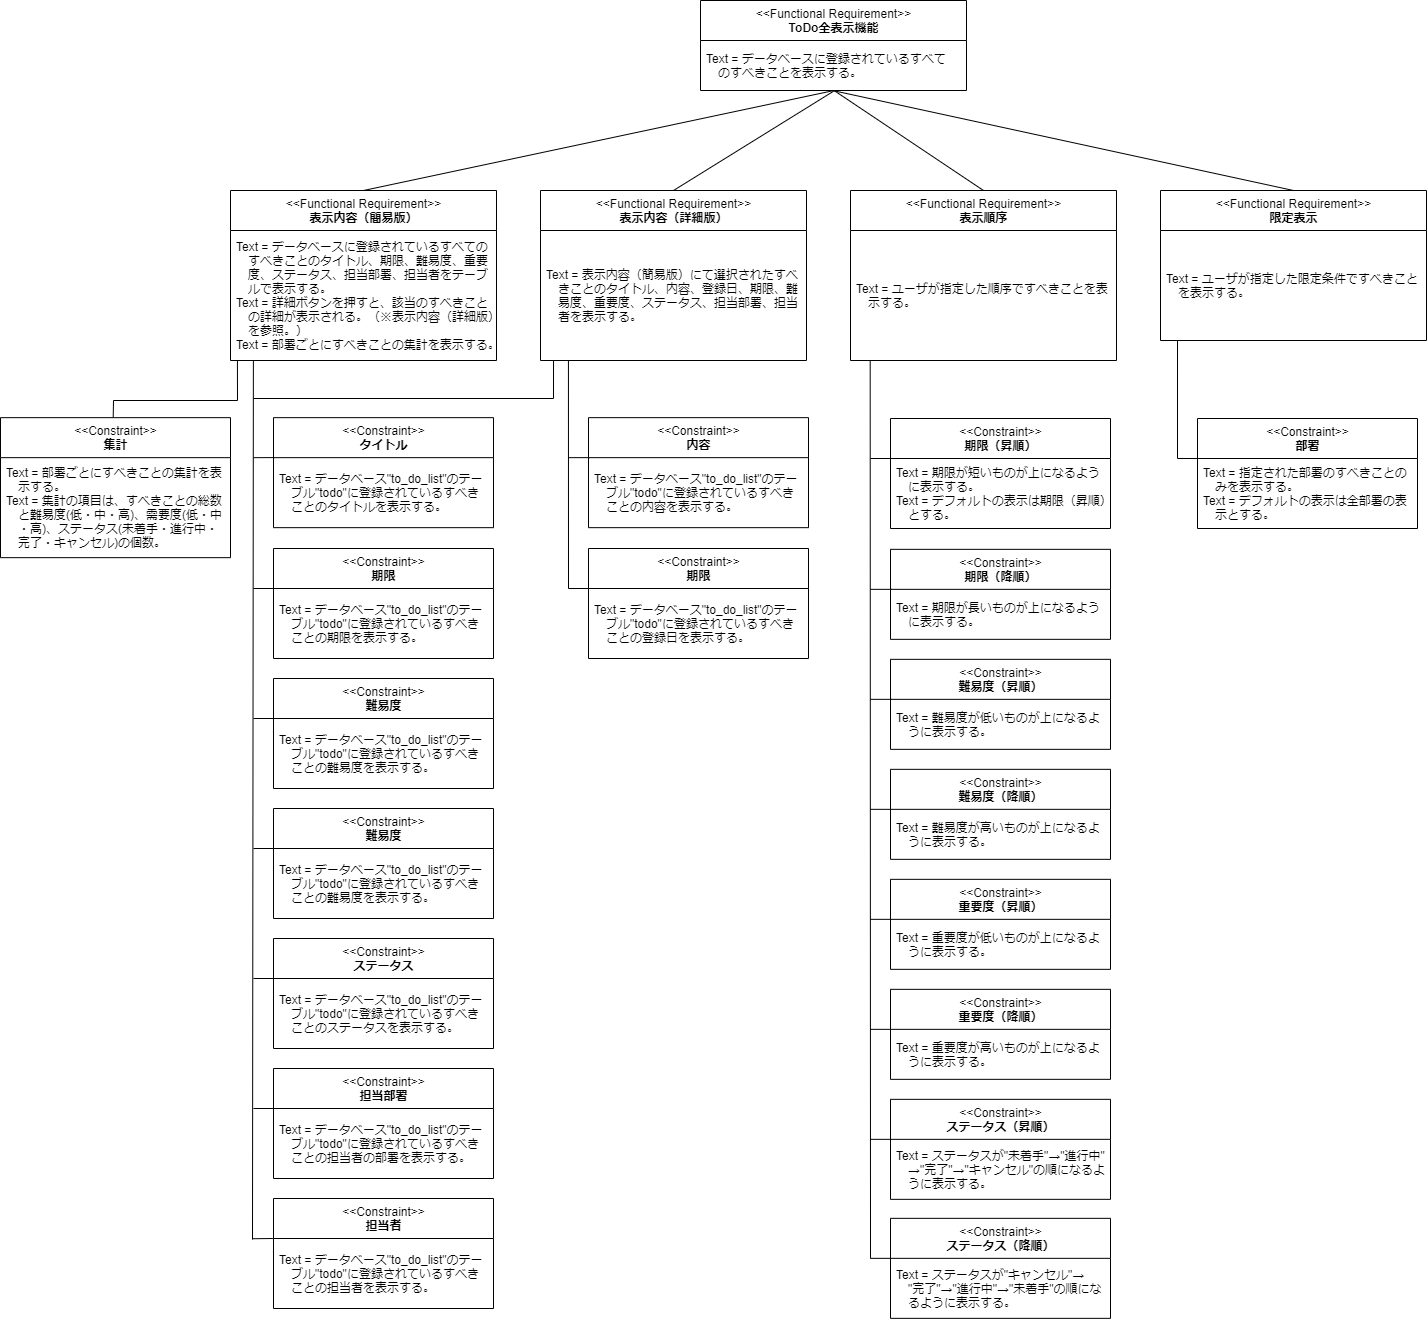 <<Functional Requirement>>
ToDo全表示機能
Text = データベースに登録されているすべて
のすべきことを表示する。
<<Functional Requirement>>
表示内容（簡易版）
Text = データベースに登録されているすべての
すべきことのタイトル、期限、難易度、重要
度、ステータス、担当部署、担当者をテーブ
ルで表示する。
Text = 詳細ボタンを押すと、該当のすべきこと
の詳細が表示される。（※表示内容（詳細版）
を参照。）
Text = 部署ごとにすべきことの集計を表示する。
<<Functional Requirement>>
表示内容（詳細版）
Text = 表示内容（簡易版）にて選択されたすべ
きことのタイトル、内容、登録日、期限、難
易度、重要度、ステータス、担当部署、担当
者を表示する。
<<Functional Requirement>>
表示順序
Text = ユーザが指定した順序ですべきことを表
示する。
<<Functional Requirement>>
限定表示
Text = ユーザが指定した限定条件ですべきこと
を表示する。
<<Constraint>>
集計
Text = 部署ごとにすべきことの集計を表
示する。
Text = 集計の項目は、すべきことの総数
と難易度(低・中・高)、需要度(低・中
・高)、ステータス(未着手・進行中・
完了・キャンセル)の個数。
<<Constraint>>
タイトル
Text = データベース"to_do_list"のテー
ブル"todo"に登録されているすべき
ことのタイトルを表示する。
<<Constraint>>
期限
Text = データベース"to_do_list"のテー
ブル"todo"に登録されているすべき
ことの期限を表示する。
<<Constraint>>
難易度
Text = データベース"to_do_list"のテー
ブル"todo"に登録されているすべき
ことの難易度を表示する。
<<Constraint>>
難易度
Text = データベース"to_do_list"のテー
ブル"todo"に登録されているすべき
ことの難易度を表示する。
<<Constraint>>
ステータス
Text = データベース"to_do_list"のテー
ブル"todo"に登録されているすべき
ことのステータスを表示する。
<<Constraint>>
担当部署
Text = データベース"to_do_list"のテー
ブル"todo"に登録されているすべき
ことの担当者の部署を表示する。
<<Constraint>>
担当者
Text = データベース"to_do_list"のテー
ブル"todo"に登録されているすべき
ことの担当者を表示する。
<<Constraint>>
内容
Text = データベース"to_do_list"のテー
ブル"todo"に登録されているすべき
ことの内容を表示する。
<<Constraint>>
期限
Text = データベース"to_do_list"のテー
ブル"todo"に登録されているすべき
ことの登録日を表示する。
<<Constraint>>
期限（昇順）
Text = 期限が短いものが上になるよう
に表示する。
Text = デフォルトの表示は期限（昇順）
とする。
<<Constraint>>
期限（降順）
Text = 期限が長いものが上になるよう
に表示する。
<<Constraint>>
難易度（昇順）
Text = 難易度が低いものが上になるよ
うに表示する。
<<Constraint>>
難易度（降順）
Text = 難易度が高いものが上になるよ
うに表示する。
<<Constraint>>
重要度（昇順）
Text = 重要度が低いものが上になるよ
うに表示する。
<<Constraint>>
重要度（降順）
Text = 重要度が高いものが上になるよ
うに表示する。
<<Constraint>>
ステータス（昇順）
Text = ステータスが"未着手"→"進行中"
→"完了"→"キャンセル"の順になるよ
うに表示する。
<<Constraint>>
ステータス（降順）
Text = ステータスが"キャンセル"→
"完了"→"進行中"→"未着手"の順にな
るように表示する。
<<Constraint>>
部署
Text = 指定された部署のすべきことの
みを表示する。
Text = デフォルトの表示は全部署の表
示とする。